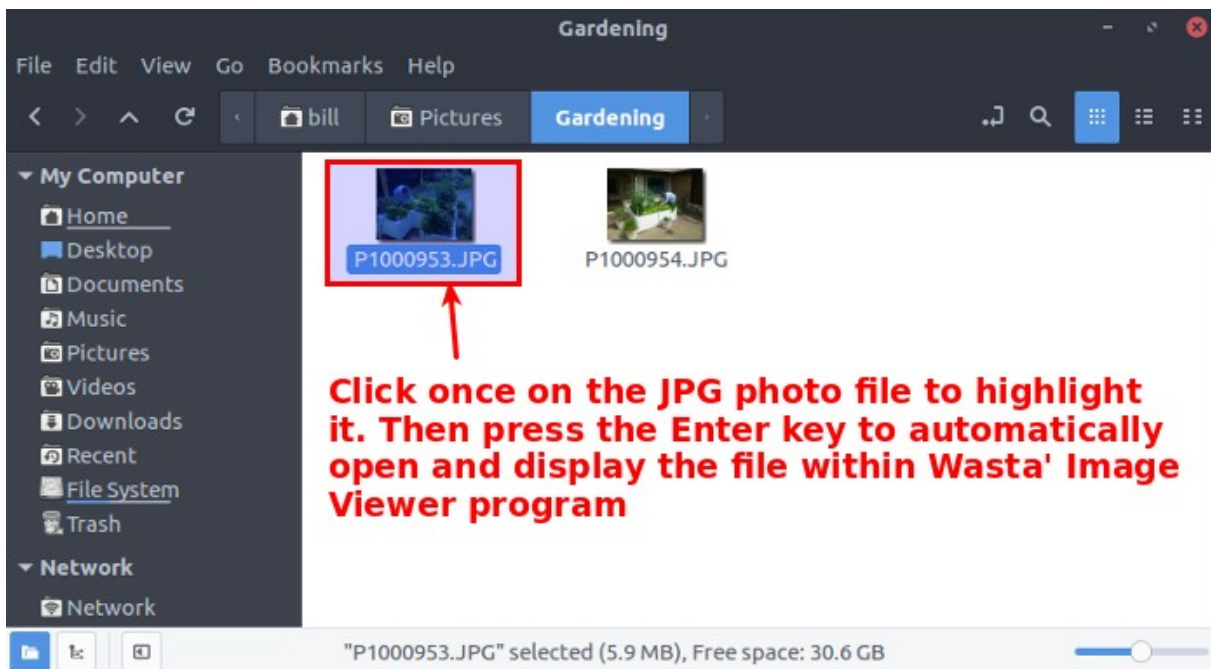 Gardening
File Edit View Go Bookmarks Help
bill Pictures Gardening
My Computer
Home
Desktop
Documents
Music
Pictures
Videos
Downloads
Recent
File System
Trash
Network
Network
P1000953.JPG P1000954.JPG
Click once on the JPG photo file to highlight
it. Then press the Enter key to automatically
open and display the file within Wasta' Image
Viewer program
"P1000953.JPG" selected (5.9 MB), Free space: 30.6 GB